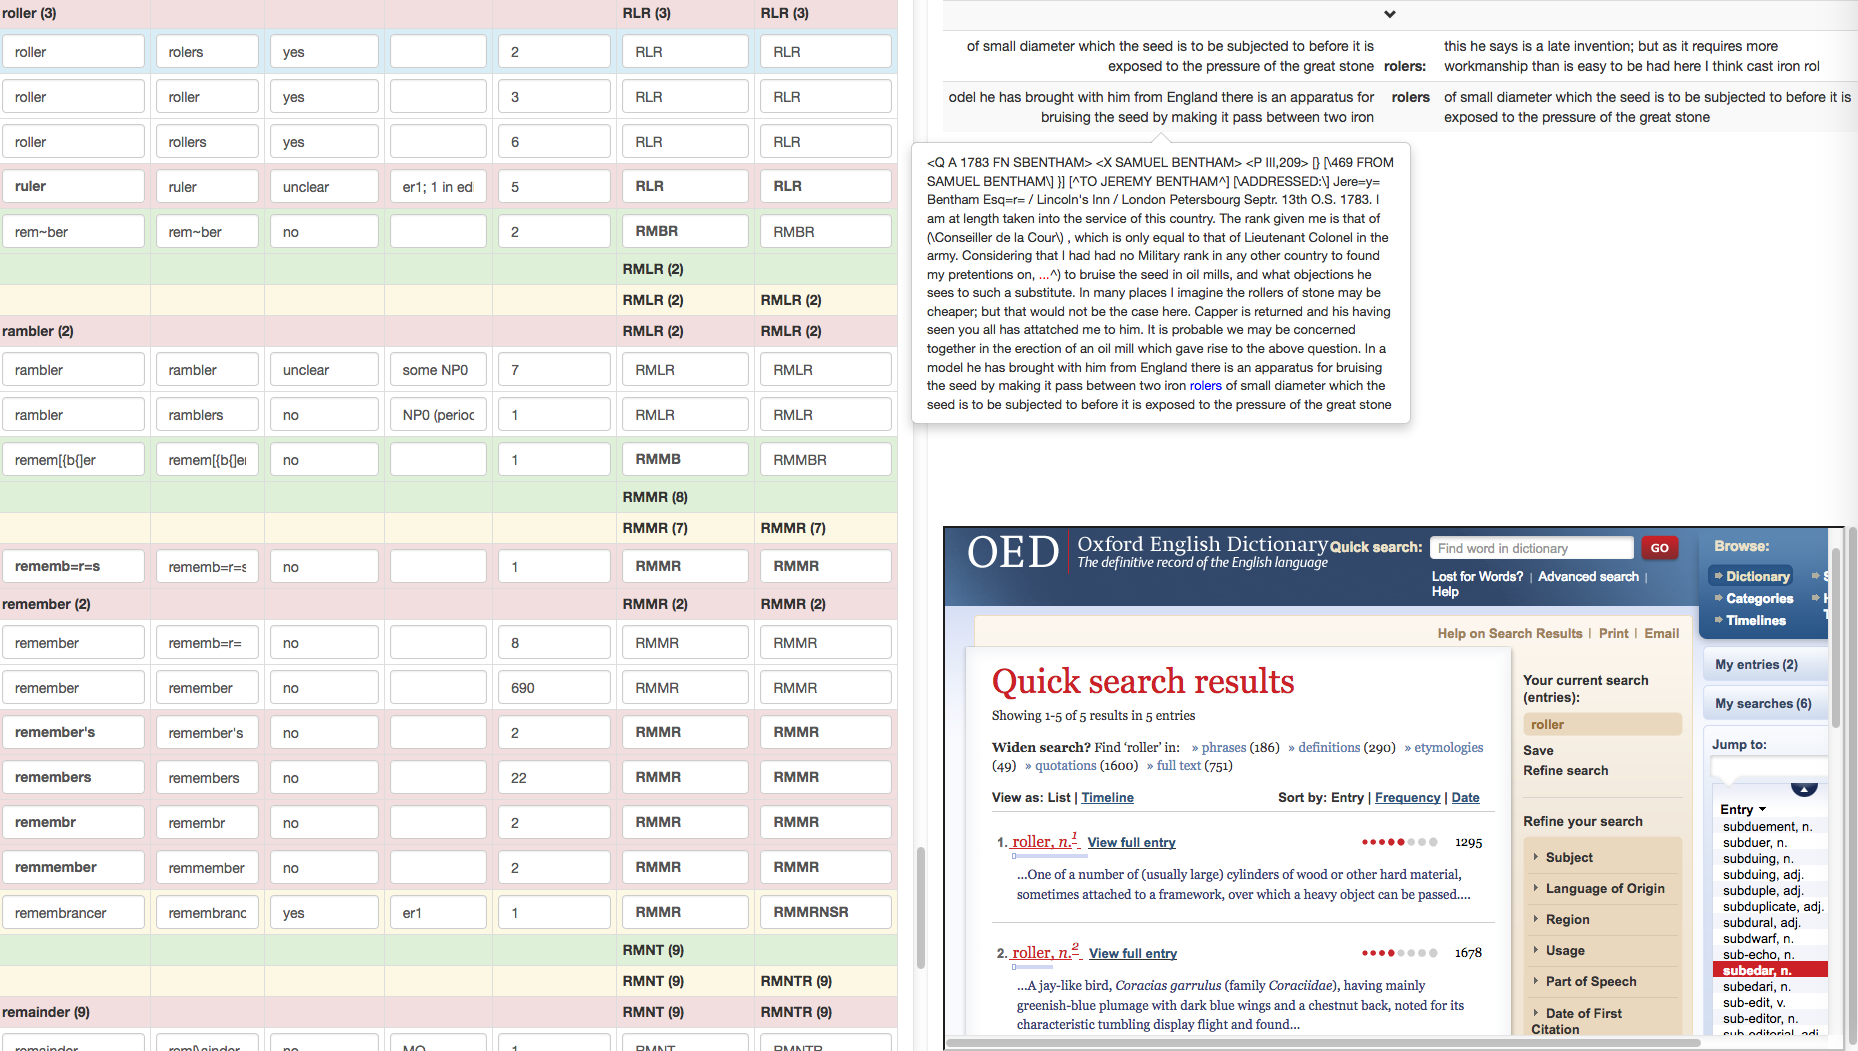 roller (3) RLR (3) RLR (3)
roller rolers yes 2 RLR RLR
roller roller yes 3 RLR RLR
roller rollers yes 6 RLR RLR
ruler ruler unclear er1; 1 in ed 5 RLR RLR
rem~ber rem~ber no 2 RMBR RMBR
RMLR (2)
RMLR (2) RMLR (2)
rambler (2) RMLR (2) RMLR (2)
rambler rambler unclear some NP0 7 RMLR RMLR
rambler ramblers no NP0 (perioc 1 RMLR RMLR
remem[{b{]er remem[{b{]er no 1 RMMB RMMBR
RMMR (8)
RMMR (7) RMMR (7)
rememb=r=s rememb=r=s no 1 RMMR RMMR
remember (2) RMMR (2) RMMR (2)
remember rememb=r= no 8 RMMR RMMR
remember remember no 690 RMMR RMMR
remember's remember's no 2 RMMR RMMR
remembers remembers no 22 RMMR RMMR
remembr remembr no 2 RMMR RMMR
remmember remmember no 2 RMMR RMMR
remembrancer remembranc yes er1 1 RMMR RMMRNSR
RMNT (9)
RMNT (9) RMNTR (9)
remainder (9) RMNT (9) RMNTR (9)
remainder no MO 1 RMNT RMNTR
of small diameter which the seed is to be subjected to before it is this he says is a late invention; but as it requires more
exposed to the pressure of the great stone rolers: workmanship than is easy to be had here I think cast iron rol
odel he has brought with him from England there is an apparatus for rolers of small diameter which the seed is to be subjected to before it is
bruising the seed by making it pass between two iron exposed to the pressure of the great stone
<Q A 1783 FN SBENTHAM> <X SAMUEL BENTHAM> <P III,209> [} [\469 FROM
SAMUEL BENTHAM\] }] [^TO JEREMY BENTHAM^] [\ADDRESSED:\] Jere=y=
Bentham Esq=r= / Lincoln's Inn / London Petersbourg Septr. 13th O.S. 1783. I
am at length taken into the service of this country. The rank given me is that of
(\Conseiller de la Cour\) , which is only equal to that of Lieutenant Colonel in the
army. Considering that I had had no Military rank in any other country to found
my pretentions on, ...^) to bruise the seed in oil mills, and what objections he
sees to such a substitute. In many places I imagine the rollers of stone may be
cheaper; but that would not be the case here. Capper is returned and his having
seen you all has attatched me to him. It is probable we may be concerned
together in the erection of an oil mill which gave rise to the above question. In a
model he has brought with him from England there is an apparatus for bruising
the seed by making it pass between two iron rolers of small diameter which the
seed is to be subjected to before it is exposed to the pressure of the great stone
OED Oxford English Dictionary
The definitive record of the English language
Quick search: Find word in dictionary GO
Lost for Words? | Advanced search |
Help
Browse:
Dictionary S
Categories H
Timelines T
Help on Search Results | Print | Email
Quick search results
Showing 1-5 of 5 results in 5 entries
Widen search? Find ‘roller’ in: » phrases (186) » definitions (290) » etymologies
(49) » quotations (1600) » full text (751)
View as: List | Timeline Sort by: Entry | Frequency | Date
1. roller, n.1 View full entry 1295
...One of a number of (usually large) cylinders of wood or other hard material,
sometimes attached to a framework, over which a heavy object can be passed....
2. roller, n.2 View full entry 1678
...A jay-like bird, Coracias garrulus (family Coraciidae), having mainly
greenish-blue plumage with dark blue wings and a chestnut back, noted for its
characteristic tumbling display flight and found...
Your current search
(entries):
roller
Save
Refine search
Refine your search
Subject
Language of Origin
Region
Usage
Part of Speech
Date of First
Citation
My entries (2)
My searches (6)
Jump to:
Entry
subduement, n.
subduer, n.
subduing, n.
subduing, adj.
subduple, adj.
subduplicate, adj.
subdural, adj.
subdwarf, n.
sub-echo, n.
subedar, n.
subedari, n.
sub-edit, v.
sub-editor, n.
sub-editorial, adj.